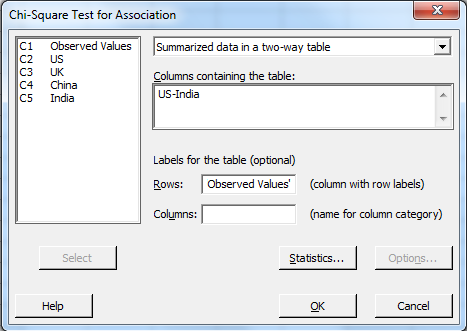 Chi-Square Test for Association
C1 Observed Values
C2 US
C3 UK
C4 China
C5 India
Summarized data in a two-way table
Columns containing the table:
US-India
Labels for the table (optional)
Rows: Observed Values' (column with row labels)
Columns: (name for column category)
Select
Statistics...
Options...
Help
OK
Cancel